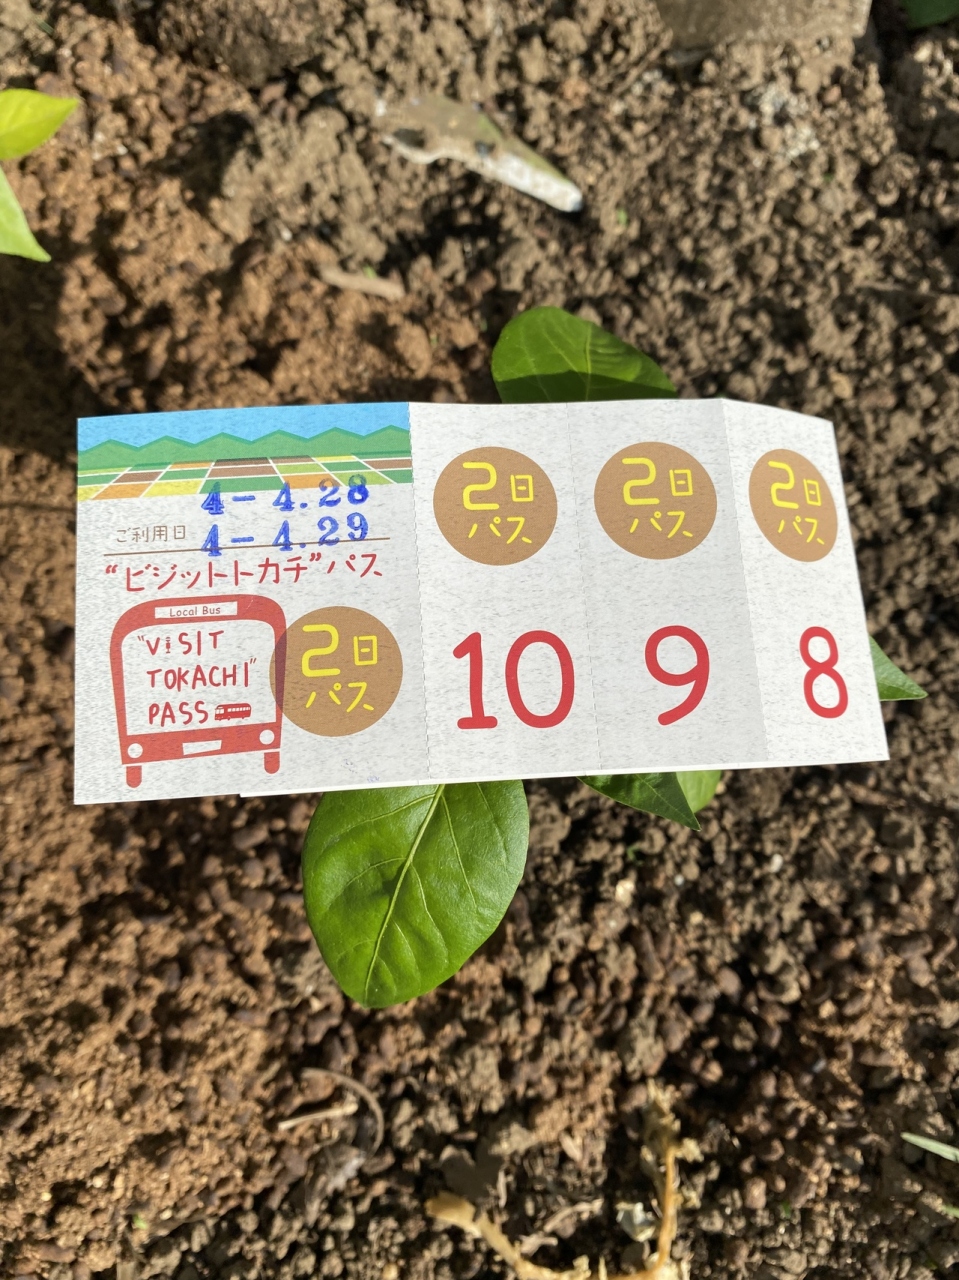 4-4.28
ご利用日 4-4.29
“ビジットトカチ”パス
Local Bus
"VISIT
TOKACHI"
PASS
2日
パス
2日
パス
10
2日
パス
9
2日
パス
8